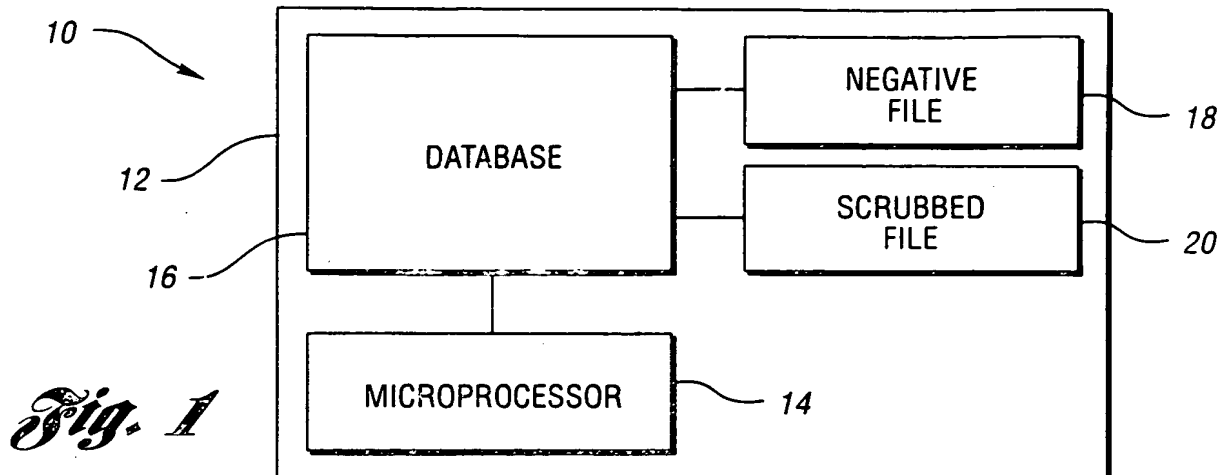 10
NEGATIVE
FILE
18
DATABASE
12
SCRUBBED
FILE
20
16
MICROPROCESSOR
14
Fig. 1